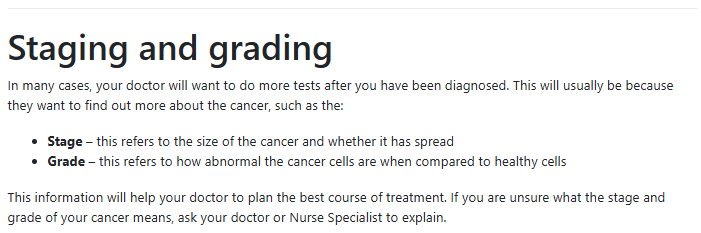 Staging and grading
In many cases, your doctor will want to do more tests after you have been diagnosed. This will usually be because
they want to find out more about the cancer, such as the:
• Stage – this refers to the size of the cancer and whether it has spread
• Grade – this refers to how abnormal the cancer cells are when compared to healthy cells
This information will help your doctor to plan the best course of treatment. If you are unsure what the stage and
grade of your cancer means, ask your doctor or Nurse Specialist to explain.